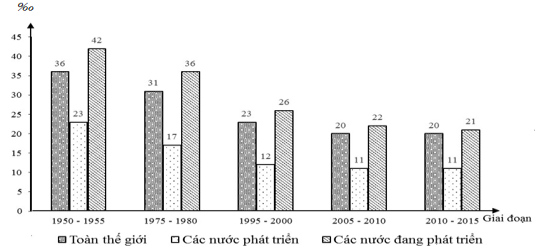 ‰
45
40
35
30
25
20
15
10
5
0
36 23 42
31 17 36
23 12 26
20 11 22
20 11 21
1950 - 1955 1975 - 1980 1995 - 2000 2005 - 2010 2010 - 2015 Giai đoạn
Toàn thế giới Các nước phát triển Các nước đang phát triển